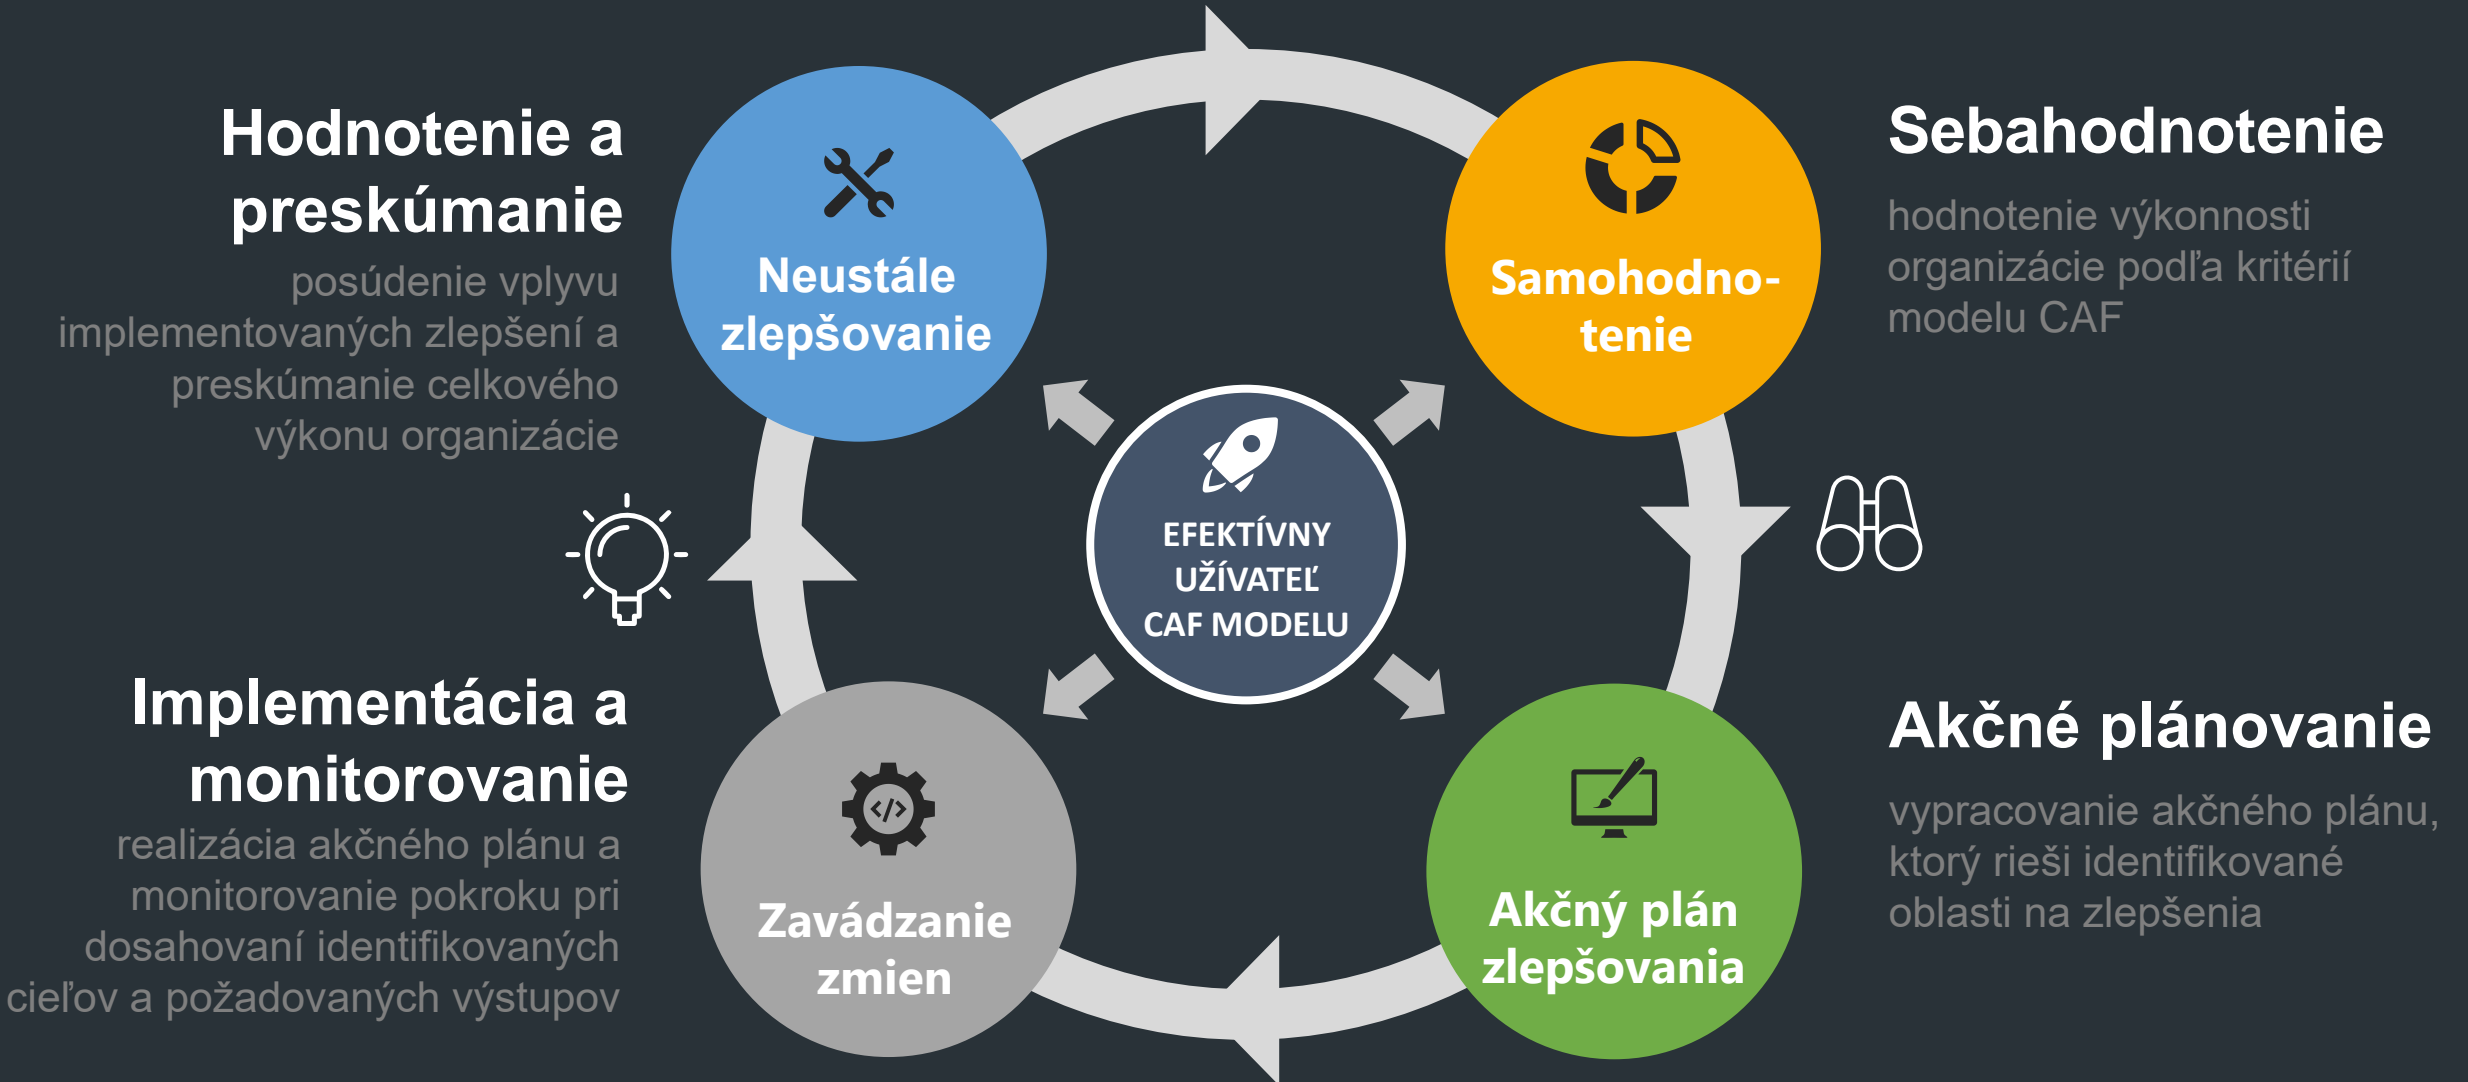 Hodnotenie a
preskúmanie
posúdenie vplyvu
implementovaných zlepšení a
preskúmanie celkového
výkonu organizácie
Neustále
zlepšovanie
Samohodno-
tenie
Sebahodnotenie
hodnotenie výkonnosti
organizácie podľa kritérií
modelu CAF
EFEKTÍVNY
UŽÍVATEĽ
CAF MODELU
Implementácia a
monitorovanie
realizácia akčného plánu a
monitorovanie pokroku pri
dosahovaní identifikovaných
cieľov a požadovaných výstupov
Zavádzanie
zmien
Akčný plán
zlepšovania
Akčné plánovanie
vypracovanie akčného plánu,
ktorý rieši identifikované
oblasti na zlepšenia